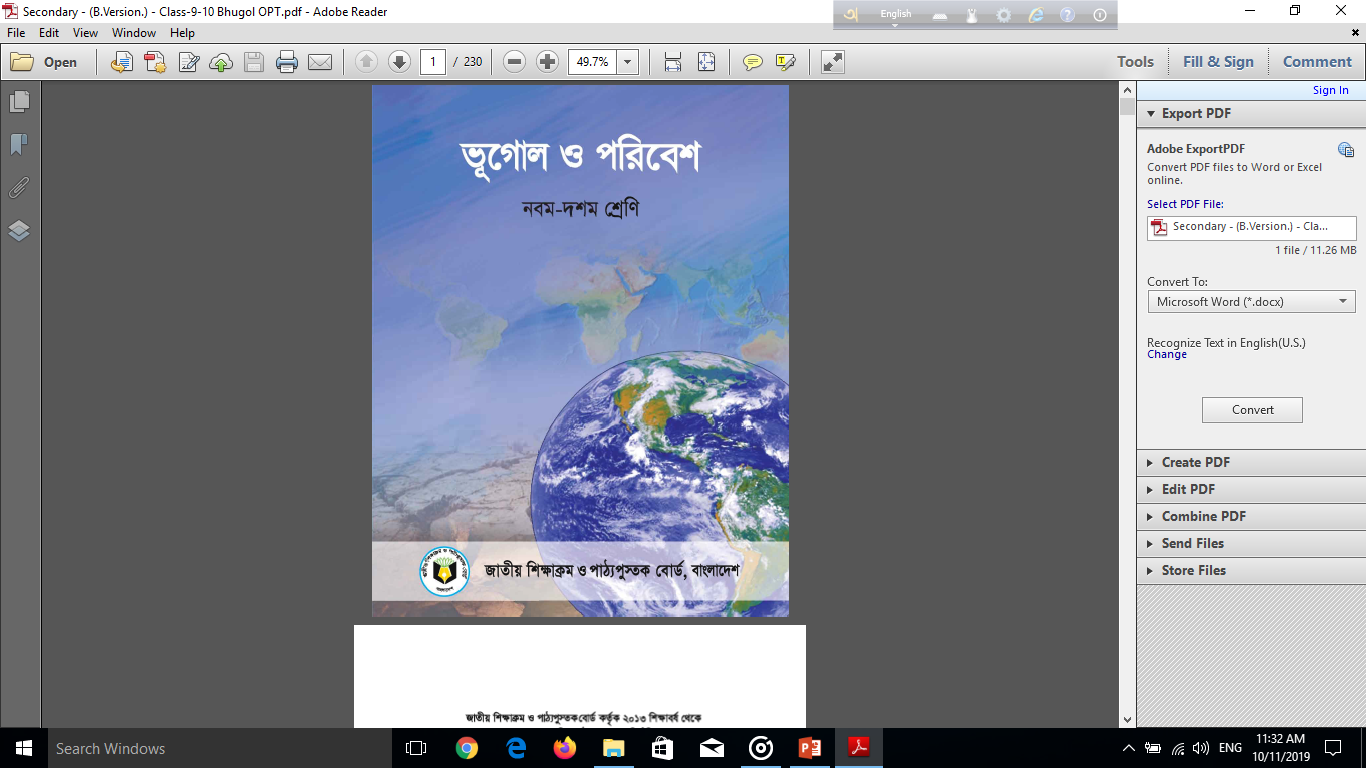 Secondary - (B.Version.) - Class-9-10 Bhugol OPT.pdf - Adobe Reader
English
File Edit View Window Help
Open
1 / 230
49.7%
Tools Fill & Sign Comment
Sign In
Export PDF
Adobe ExportPDF
Convert PDF files to Word or Excel
online.
Select PDF File:
Secondary - (B.Version.) - Cla...
1 file / 11.26 MB
Convert To:
Microsoft Word (*.docx)
Recognize Text in English(U.S.)
Change
Convert
Create PDF
Edit PDF
Combine PDF
Send Files
Store Files
ভূগোল ও পরিবেশ
নবম-দশম শ্রেণি
জাতীয় শিক্ষাক্রম ও পাঠ্যপুস্তক বোর্ড, বাংলাদেশ
জাতীয় শিক্ষাক্রম ও পাঠ্যপুস্তক বোর্ড কর্তৃক ২০১৩ শিক্ষাবর্ষ থেকে
Search Windows
ENG
11:32 AM
10/11/2019